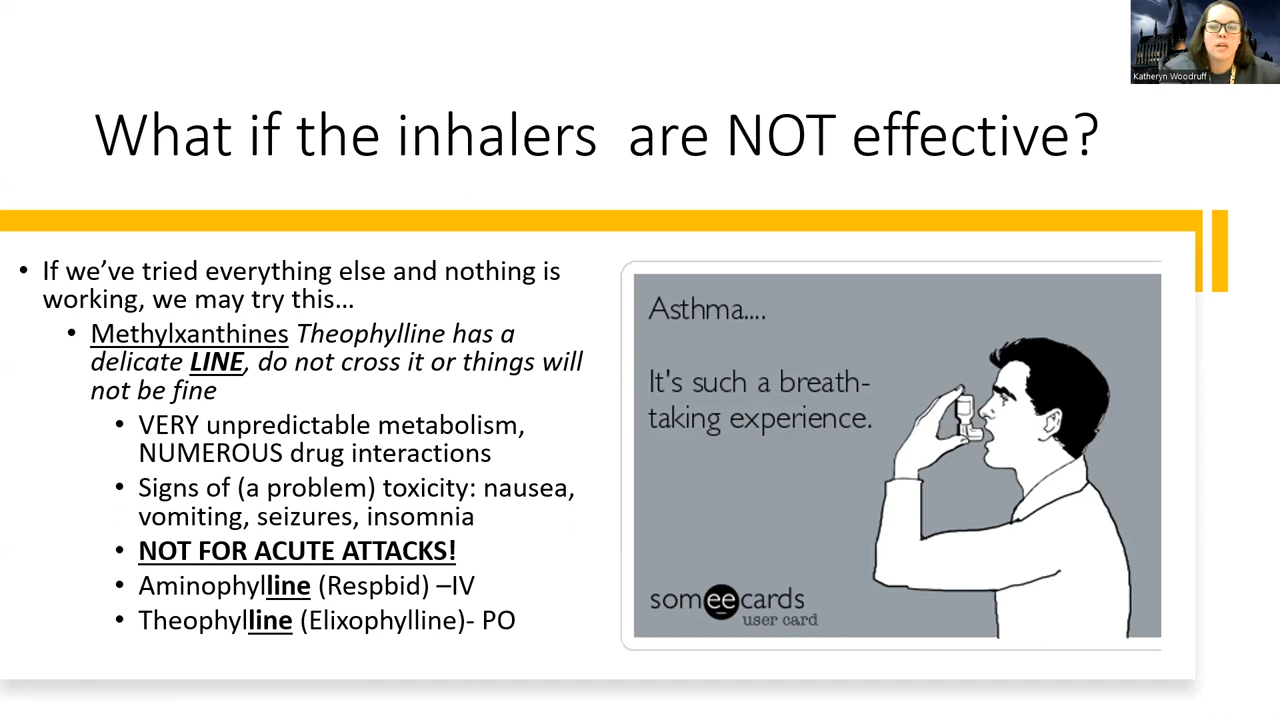 Katheryn Woodruff
What if the inhalers are NOT effective?
• If we’ve tried everything else and nothing is
working, we may try this…
• Methylxanthines Theophylline has a
delicate LINE, do not cross it or things will
not be fine
• VERY unpredictable metabolism,
NUMEROUS drug interactions
• Signs of (a problem) toxicity: nausea,
vomiting, seizures, insomnia
• NOT FOR ACUTE ATTACKS!
• Aminophylline (Respbid) –IV
• Theophylline (Elixophylline)- PO
Asthma....
It's such a breath-
taking experience.
someecards
user card